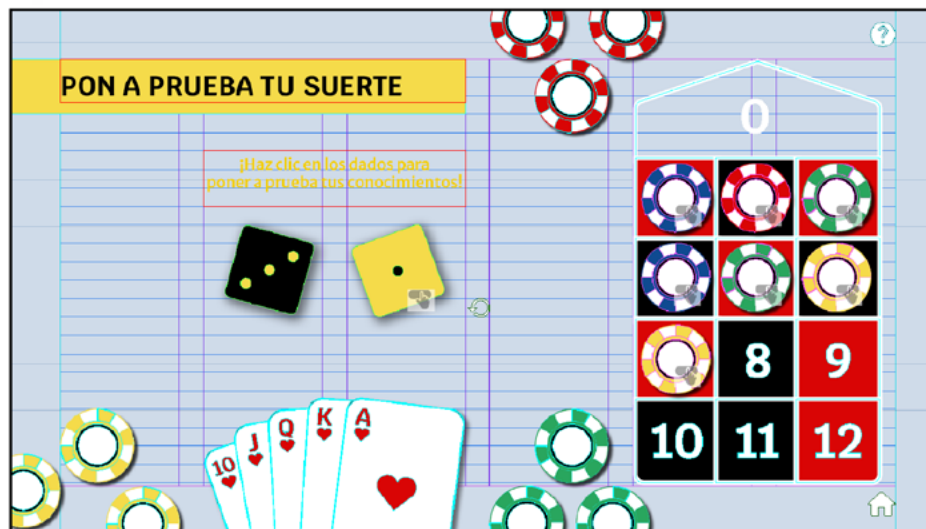 ?
PON A PRUEBA TU SUERTE
0
¡Haz clic en los dados para
poner a prueba tus conocimientos!
8 9
10 11 12
10 J Q K A